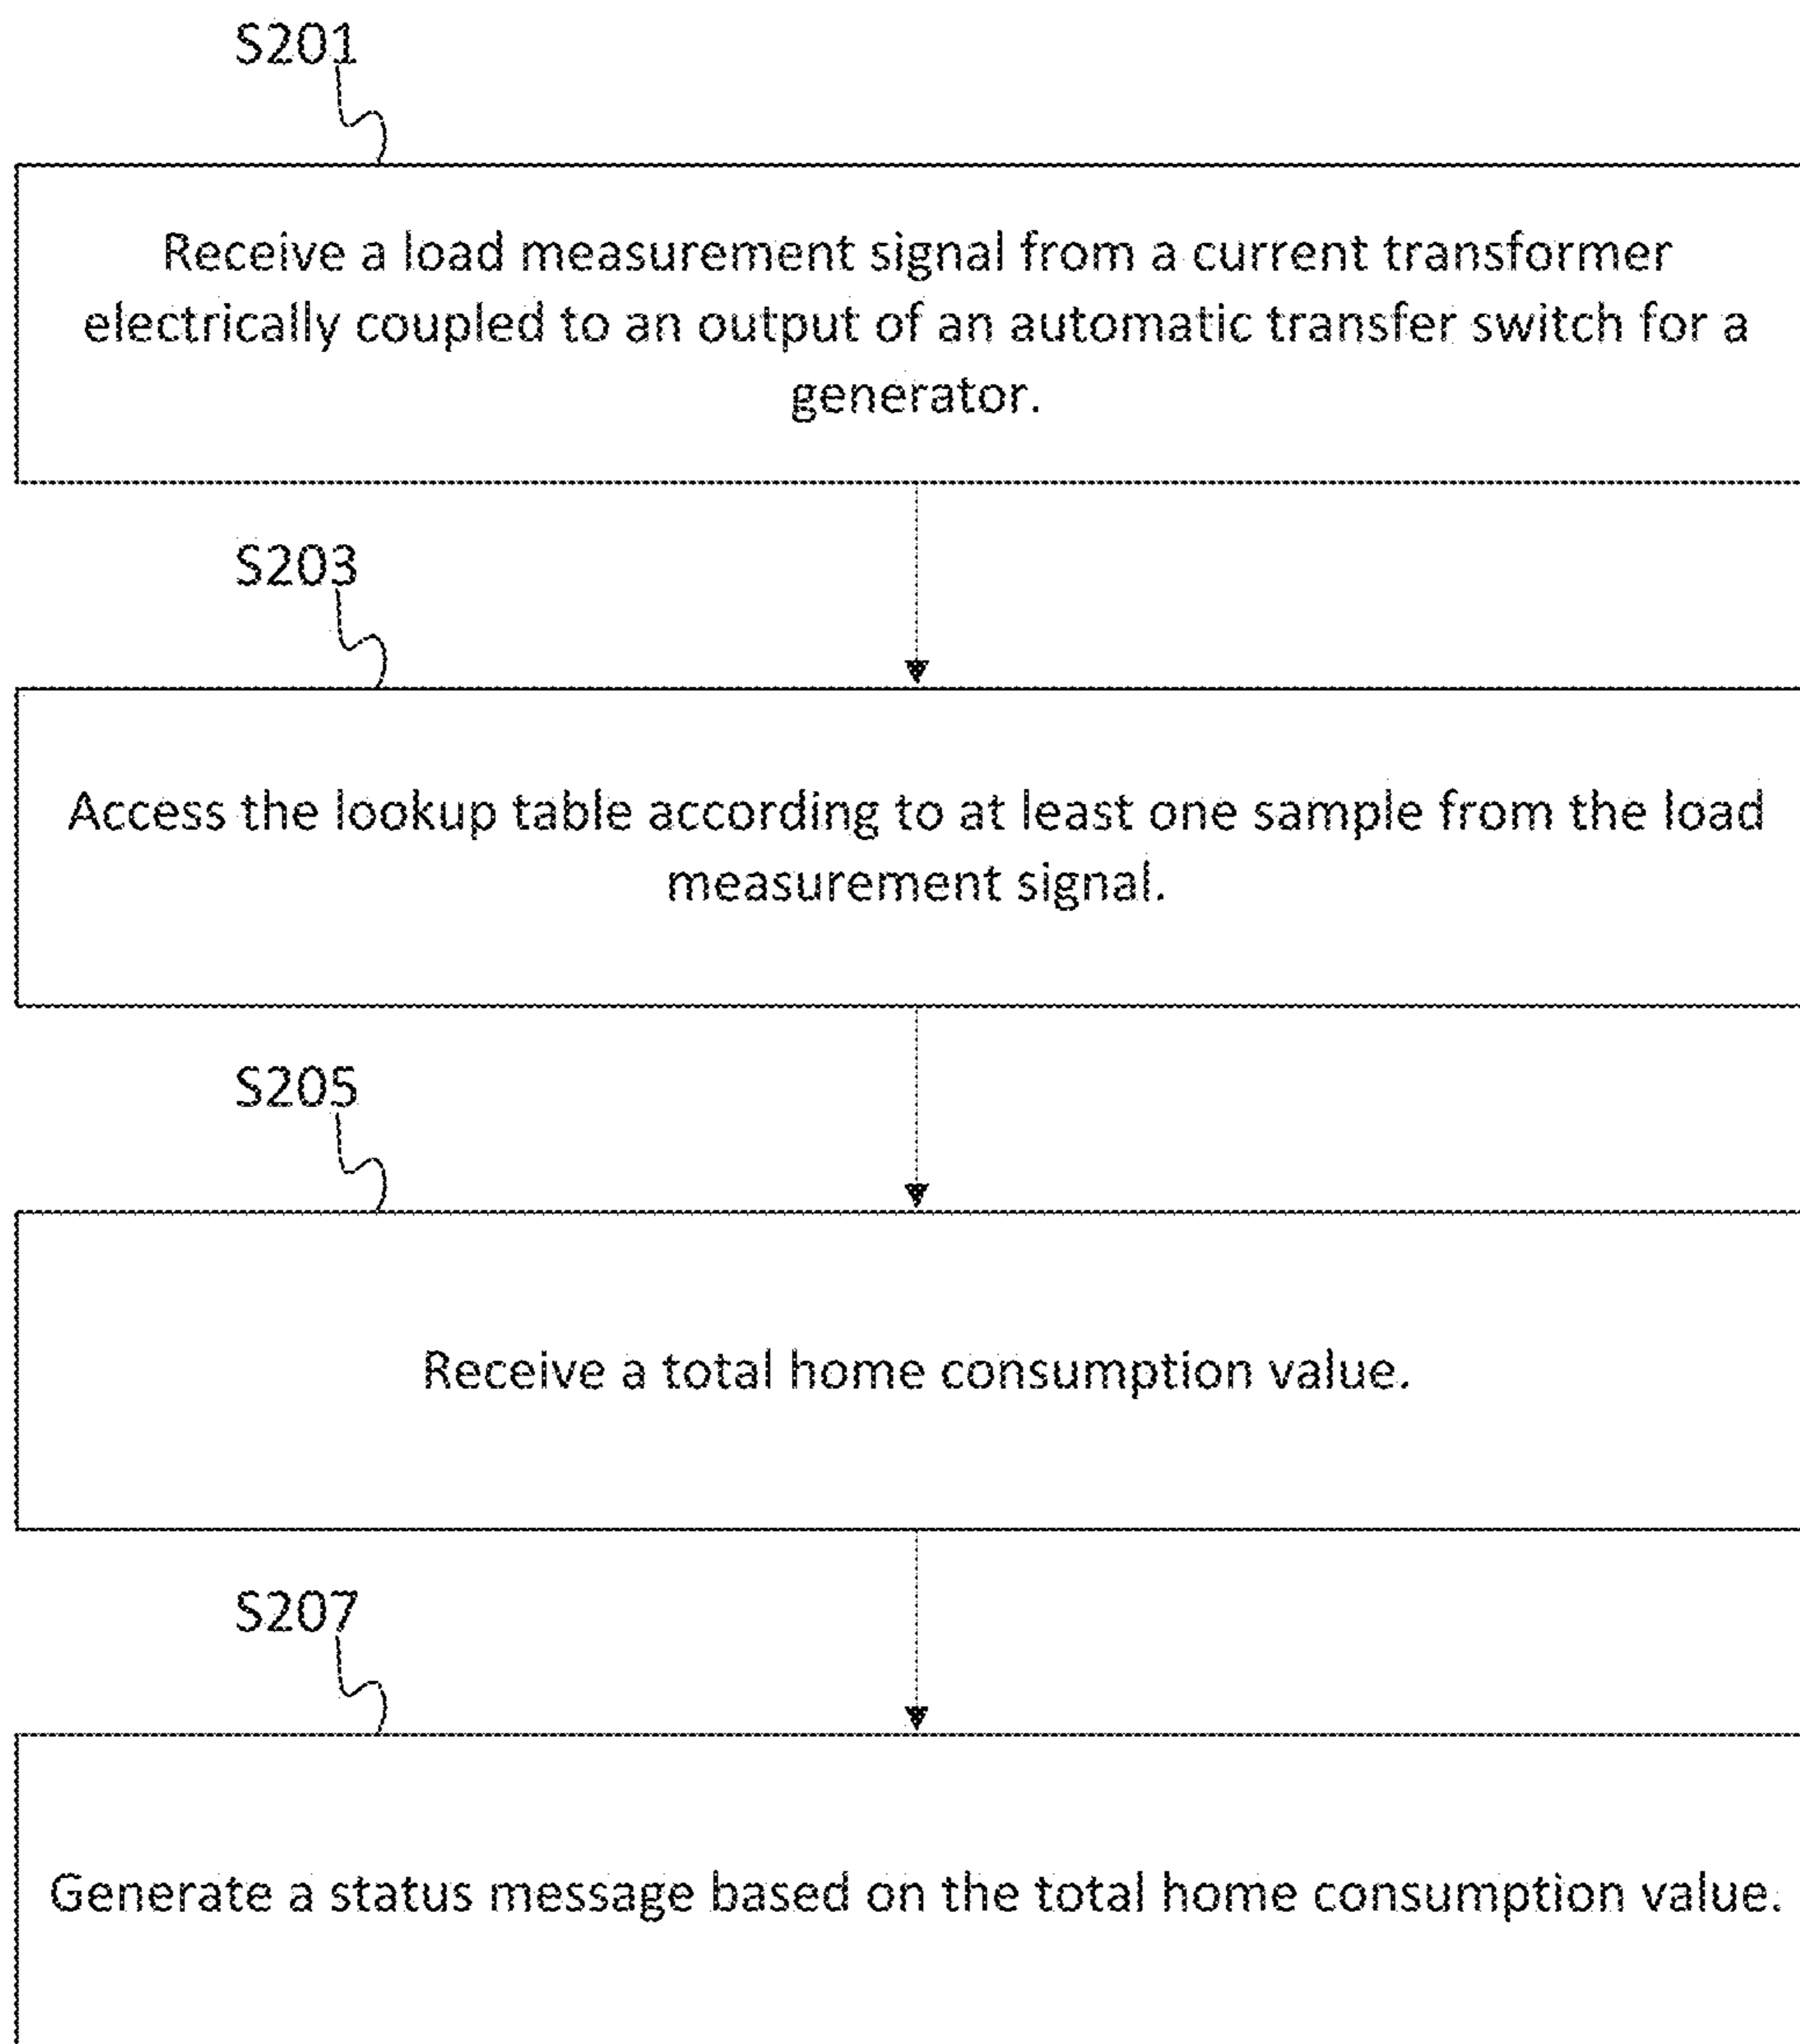 S201
Receive a load measurement signal from a current transformer
electrically coupled to an output of an automatic transfer switch for a
generator.
S203
Access the lookup table according to at least one sample from the load
measurement signal.
S205
Receive a total home consumption value.
S207
Generate a status message based on the total home consumption value.